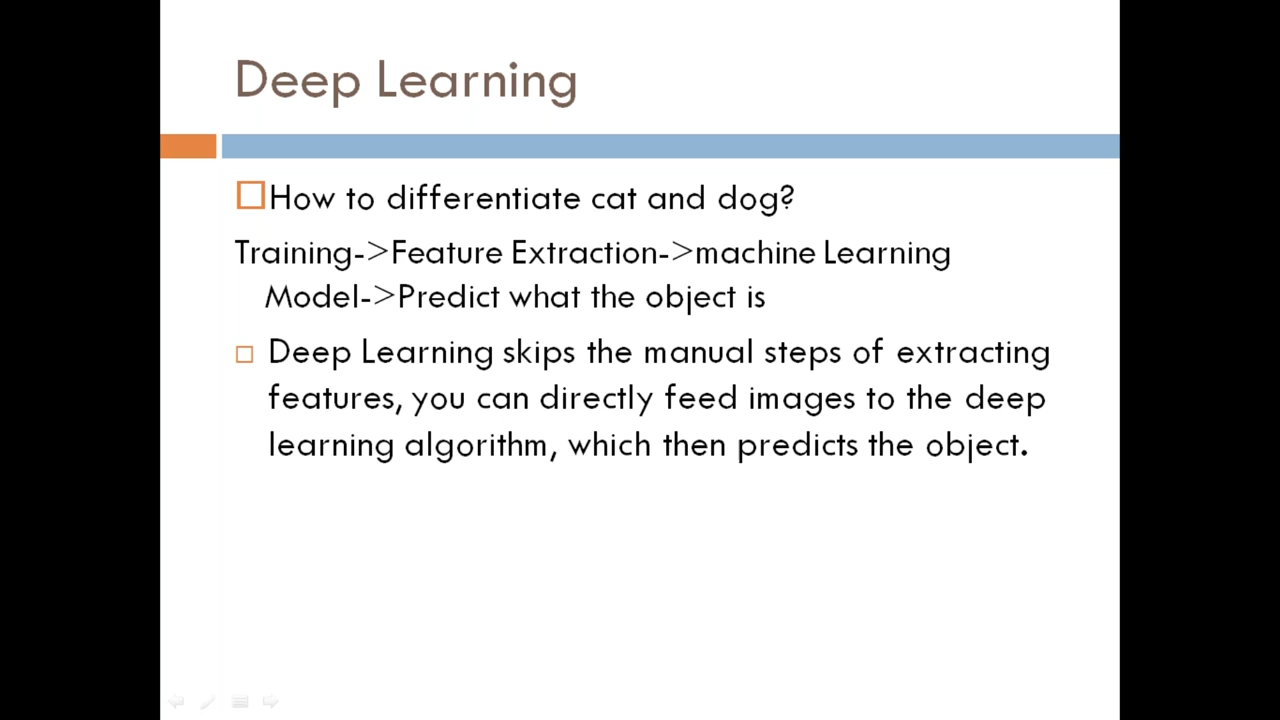 Deep Learning
How to differentiate cat and dog?
Training->Feature Extraction->machine Learning
Model->Predict what the object is
Deep Learning skips the manual steps of extracting
features, you can directly feed images to the deep
learning algorithm, which then predicts the object.